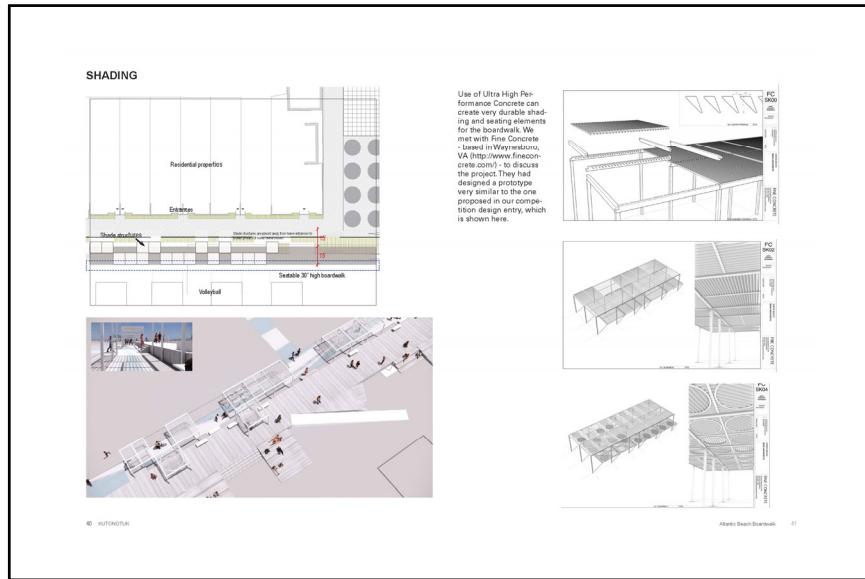 SHADING
Residential properties
Entrances
Shade structures
15'
15'
Seatable 30" high boardwalk
Volleyball
40 KUTONOTUK
Use of Ultra High Per-
formance Concrete can
create very durable shad-
ing and seating elements
for the boardwalk. We
met with Fine Concrete
- based in Waynesboro,
VA (http://www.finecon-
crete.com/) - to discuss
the project. They had
designed a prototype
very similar to the one
proposed in our compe-
tition design entry, which
is shown here.
FC
SK00
FINE CONCRETE
FC
SK02
FINE CONCRETE
FC
SK04
FINE CONCRETE
Atlantic Beach Boardwalk 41